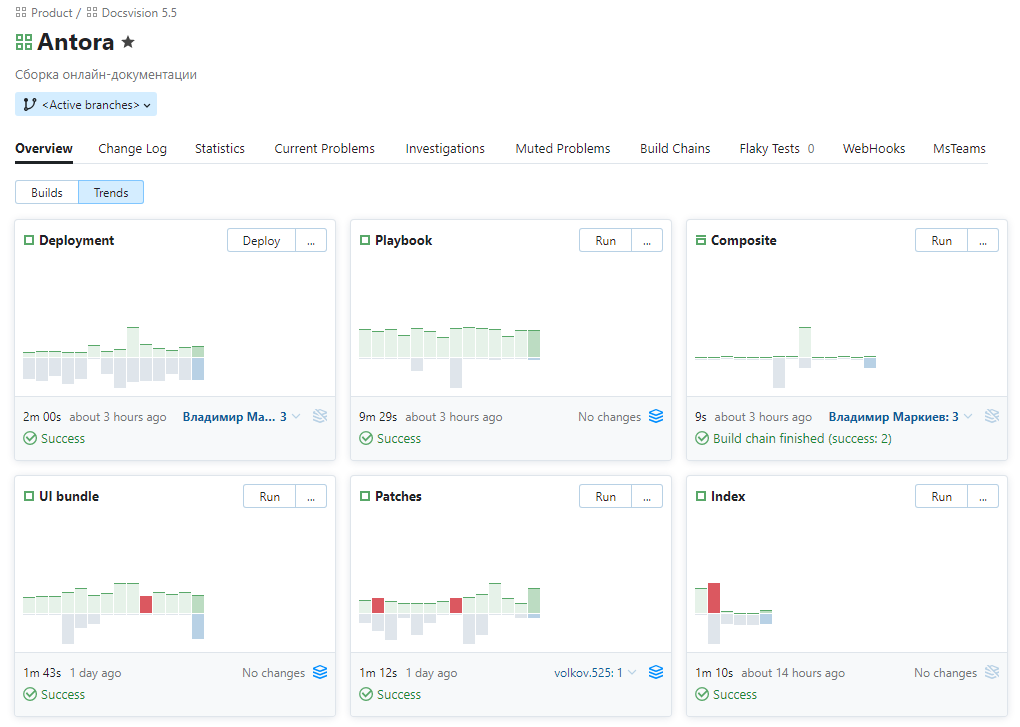 Product / Docsvision 5.5
Antora
Сборка онлайн-документации
<Active branches>
Overview Change Log Statistics Current Problems Investigations Muted Problems Build Chains Flaky Tests 0 WebHooks MsTeams
Builds Trends
Deployment Deploy ...
2m 00s about 3 hours ago Владимир Ма... 3
Success
Playbook Run ...
9m 29s about 3 hours ago No changes
Success
Composite Run ...
9s about 3 hours ago Владимир Маркиев: 3
Build chain finished (success: 2)
UI bundle Run ...
1m 43s 1 day ago No changes
Success
Patches Run ...
1m 12s 1 day ago volkov.525: 1
Success
Index Run ...
1m 10s about 14 hours ago No changes
Success